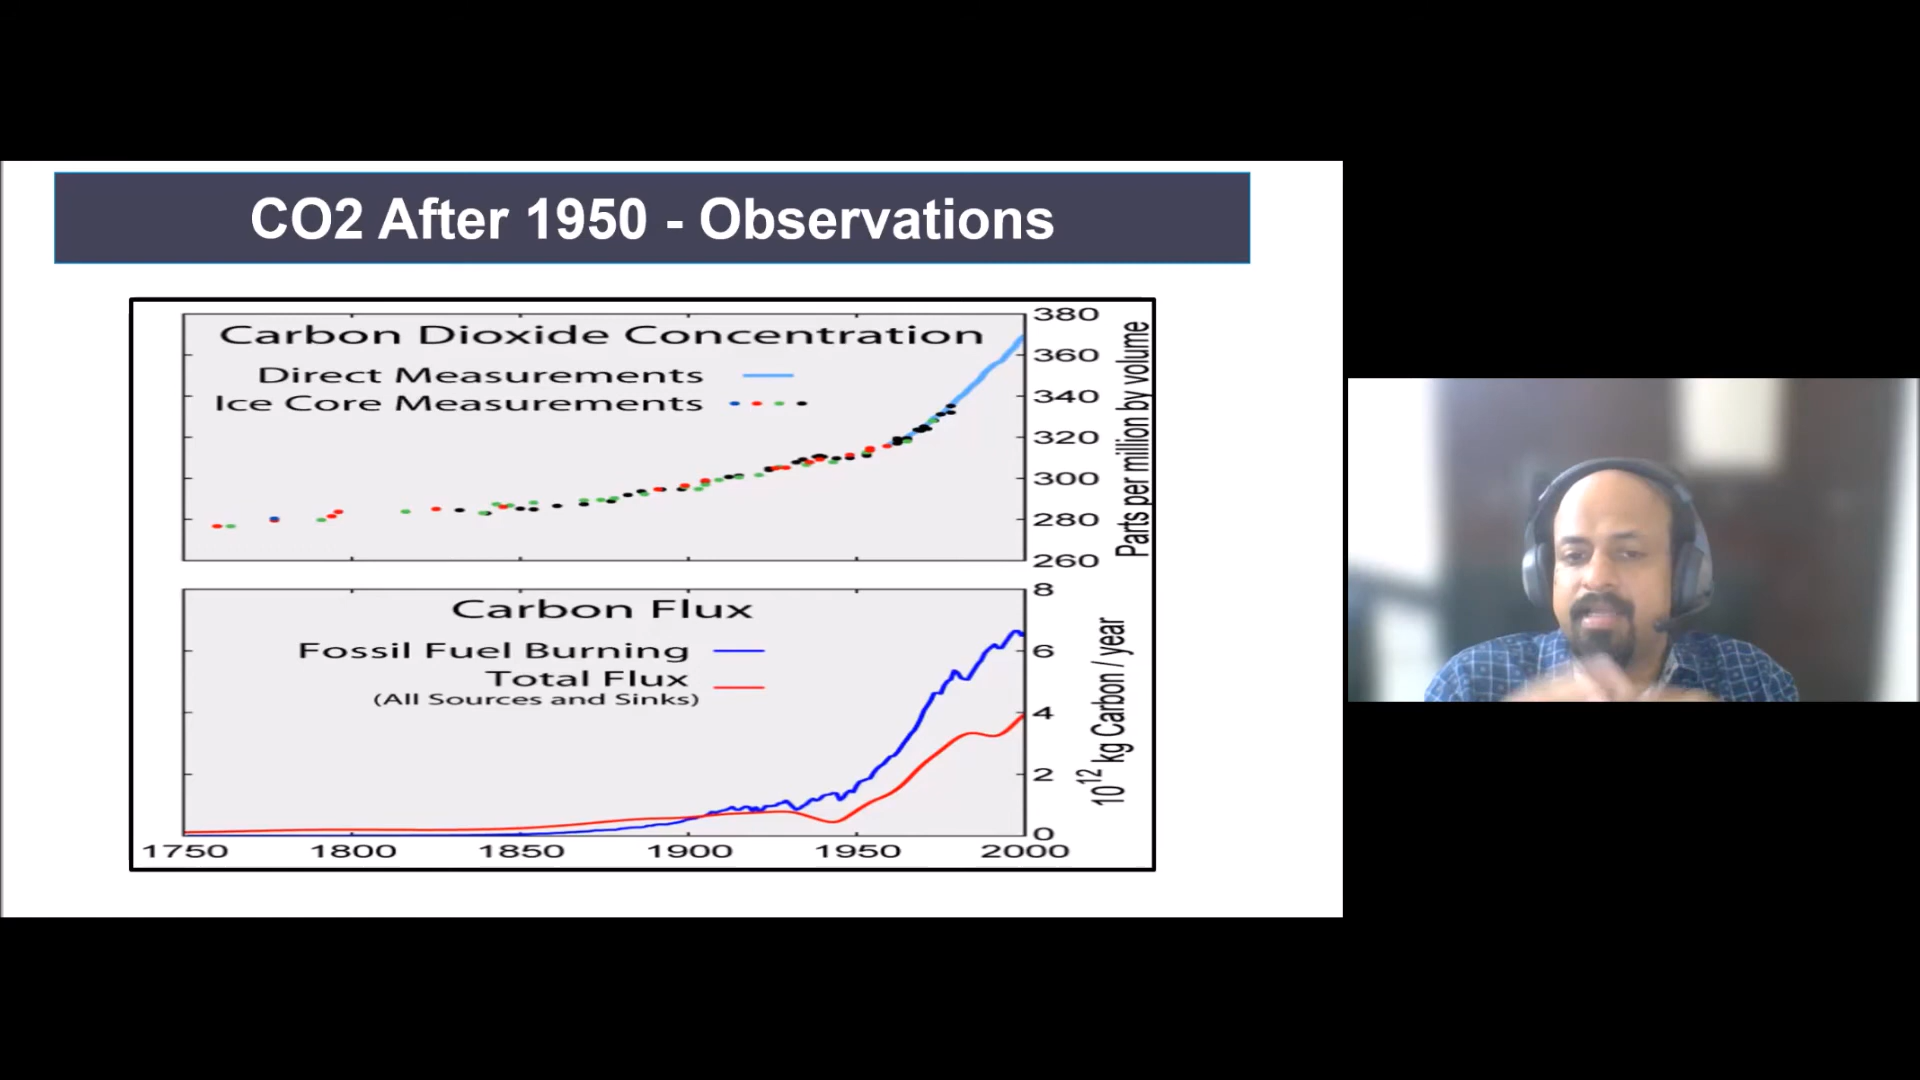 CO2 After 1950 - Observations
Carbon Dioxide Concentration
Direct Measurements
Ice Core Measurements
380
360
340
320
300
280
260
Parts per million by volume
Carbon Flux
Fossil Fuel Burning
Total Flux
(All Sources and Sinks)
8
6
4
2
0
10¹² kg Carbon / year
1750 1800 1850 1900 1950 2000